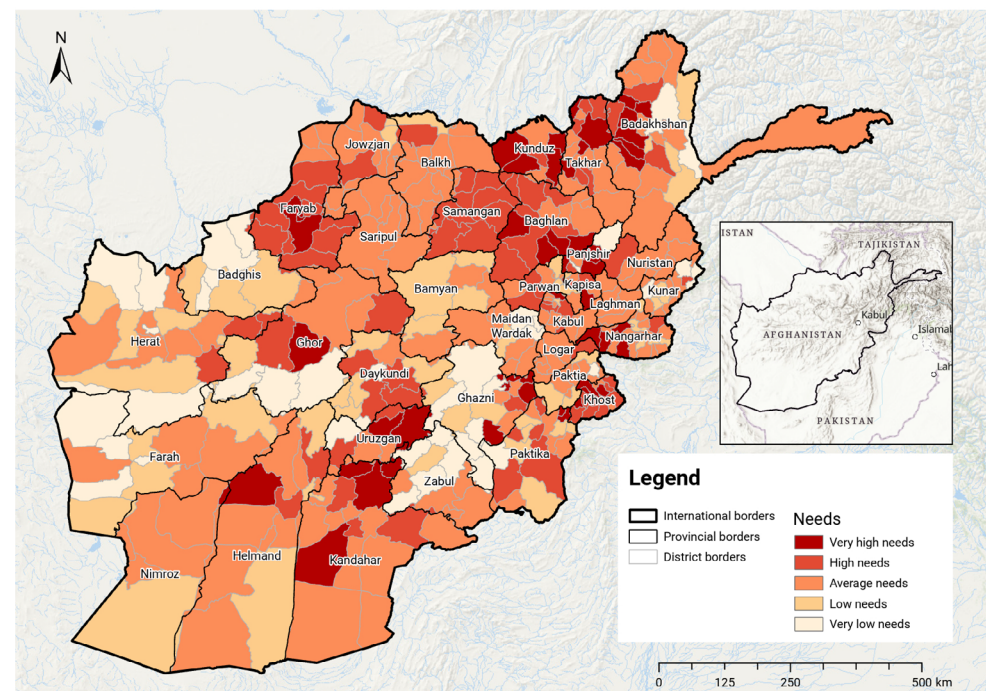 N
Badakhshan
Jowzjan
Kunduz
Balkh
Takhar
Faryab
Samangan
Baghlan
Saripul
Panjshir
Nuristan
Badghis
Bamyan
Parwan
Kapisa
Kunar
Laghman
Maidan
Wardak
Kabul
Herat
Ghor
Nangarhar
Logar
Daykundi
Paktia
Ghazni
Khost
Uruzgan
Farah
Paktika
Zabul
Helmand
Kandahar
Nimroz
ISTAN
TAJIKISTAN
Kabul
AFGHANISTAN
Islamal
Lah
PAKISTAN
Legend
International borders
Provincial borders
District borders
Needs
Very high needs
High needs
Average needs
Low needs
Very low needs
0 125 250 500 km